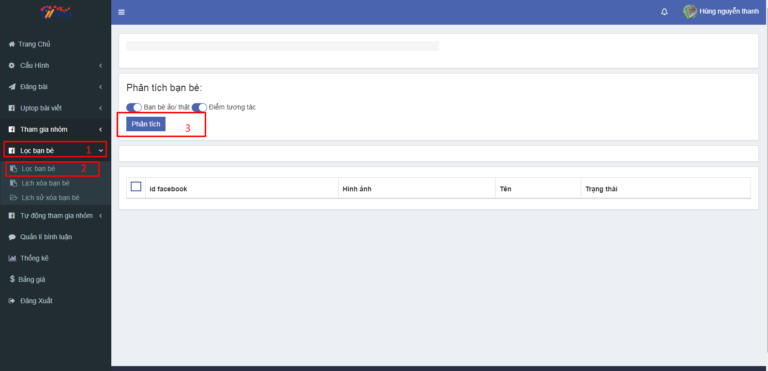 Hùng nguyễn thanh
Trang Chủ
Cấu Hình
Đăng bài
Uptop bài viết
Tham gia nhóm
Lọc bạn bè 1
Lọc bạn bè 2
Lịch xóa bạn bè
Lịch sử xóa bạn bè
Tự động tham gia nhóm
Quản lí bình luận
Thống kê
$ Bảng giá
Đăng Xuất
Phân tích bạn bè:
Bạn bè ảo/ thật Điểm tương tác
Phân tích 3
id facebook Hình ảnh Tên Trạng thái